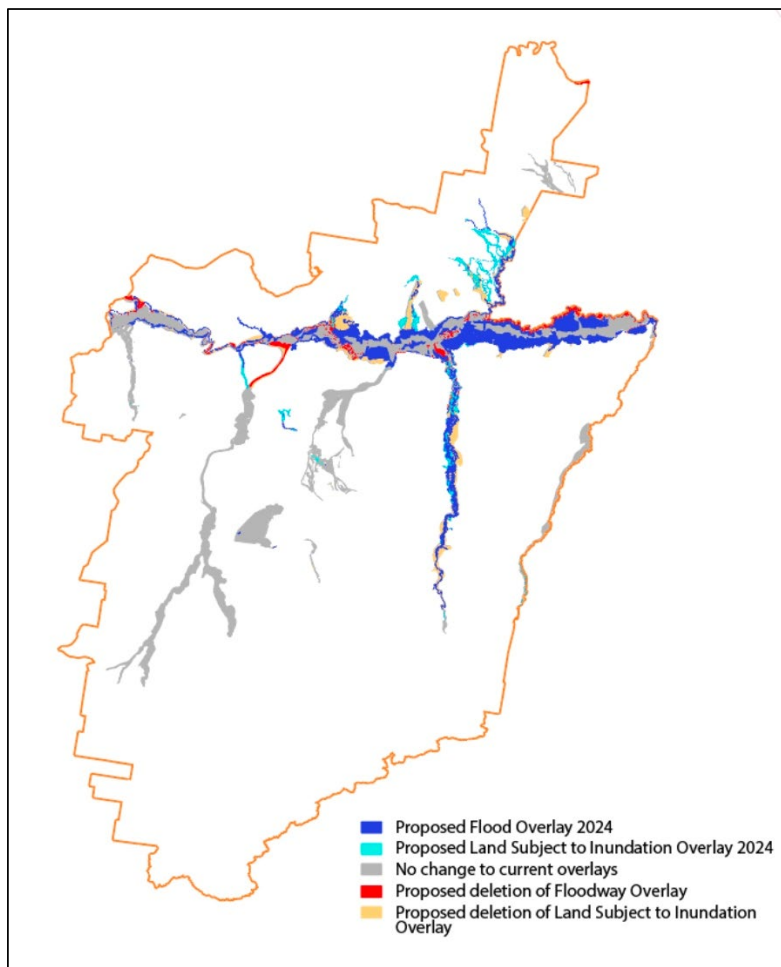 Proposed Flood Overlay 2024
Proposed Land Subject to Inundation Overlay 2024
No change to current overlays
Proposed deletion of Floodway Overlay
Proposed deletion of Land Subject to Inundation
Overlay